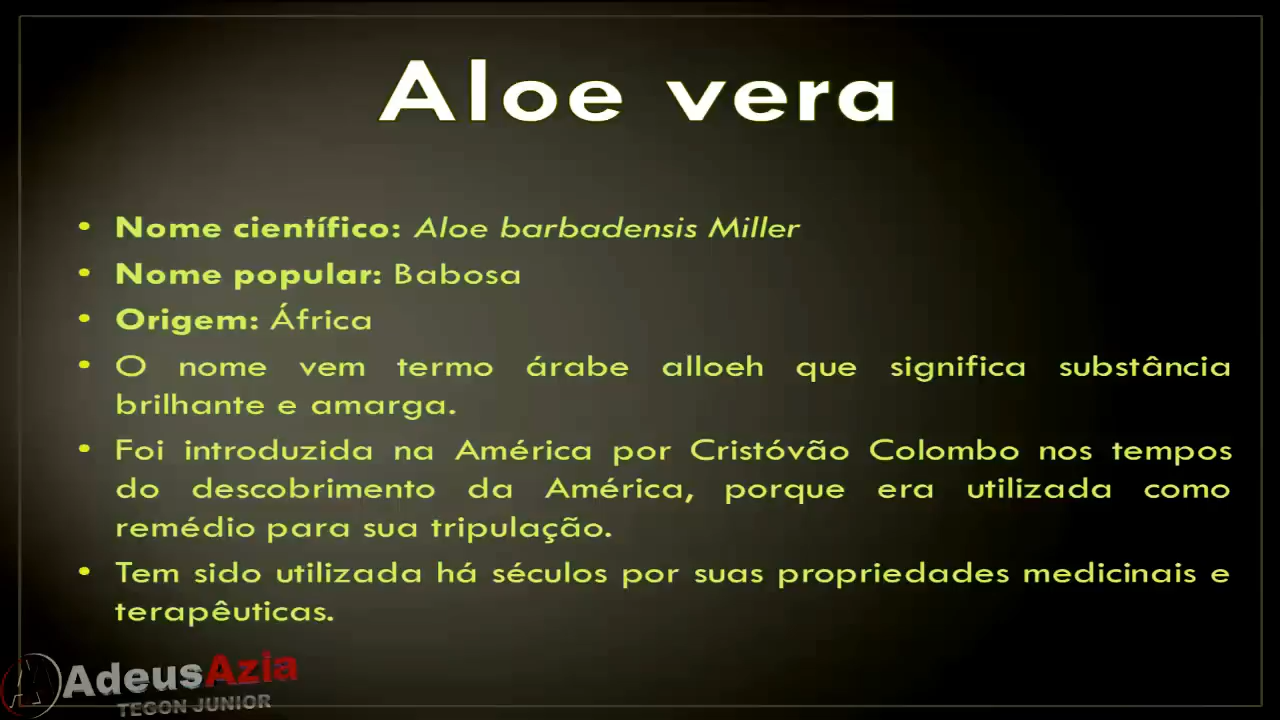 Aloe vera
• Nome científico: Aloe barbadensis Miller
• Nome popular: Babosa
• Origem: África
• O nome vem termo árabe alloeh que significa substância
brilhante e amarga.
• Foi introduzida na América por Cristóvão Colombo nos tempos
do descobrimento da América, porque era utilizada como
remédio para sua tripulação.
• Tem sido utilizada há séculos por suas propriedades medicinais e
terapêuticas.
AdeusAzia
TEGON JUNIOR